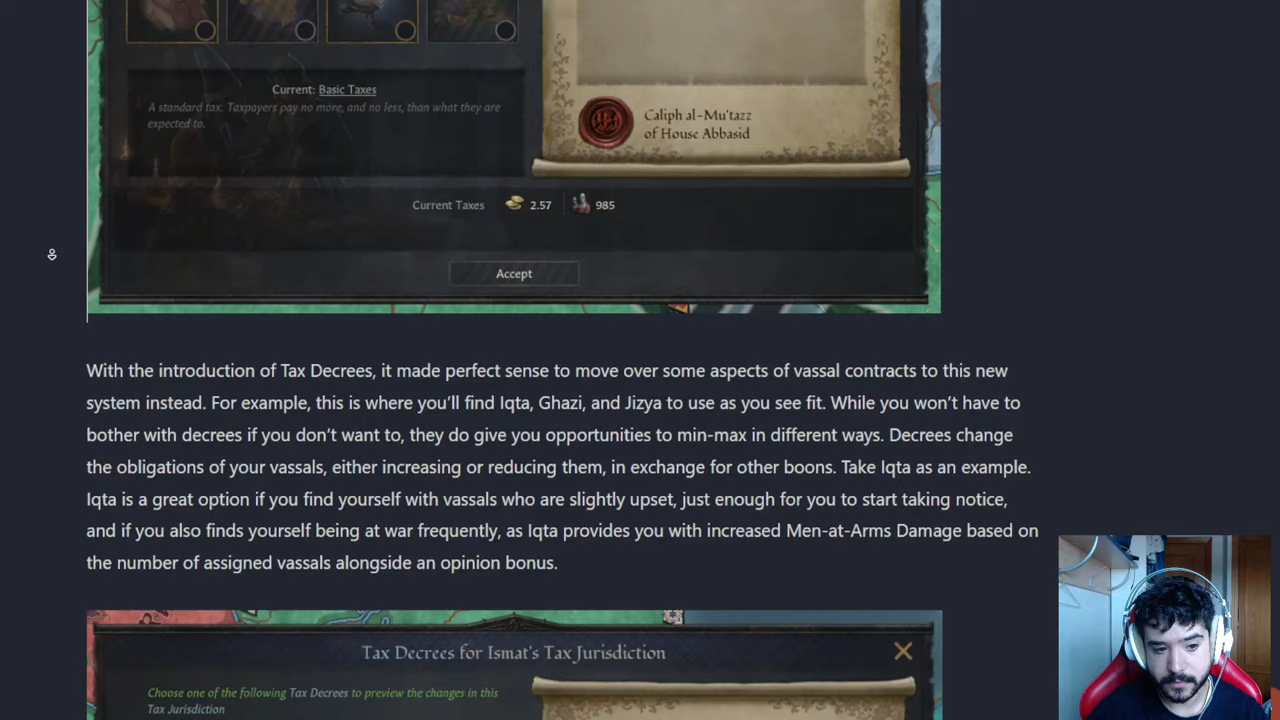 Current: Basic Taxes
A standard tax. Taxpayers pay no more, and no less, than what they are
expected to.
Caliph al-Mu'tazz
of House Abbasid
Current Taxes 2.57 985
Accept
With the introduction of Tax Decrees, it made perfect sense to move over some aspects of vassal contracts to this new
system instead. For example, this is where you’ll find Iqta, Ghazi, and Jizya to use as you see fit. While you won’t have to
bother with decrees if you don’t want to, they do give you opportunities to min-max in different ways. Decrees change
the obligations of your vassals, either increasing or reducing them, in exchange for other boons. Take Iqta as an example.
Iqta is a great option if you find yourself with vassals who are slightly upset, just enough for you to start taking notice,
and if you also finds yourself being at war frequently, as Iqta provides you with increased Men-at-Arms Damage based on
the number of assigned vassals alongside an opinion bonus.
Tax Decrees for Ismat's Tax Jurisdiction
Choose one of the following Tax Decrees to preview the changes in this
Tax Jurisdiction